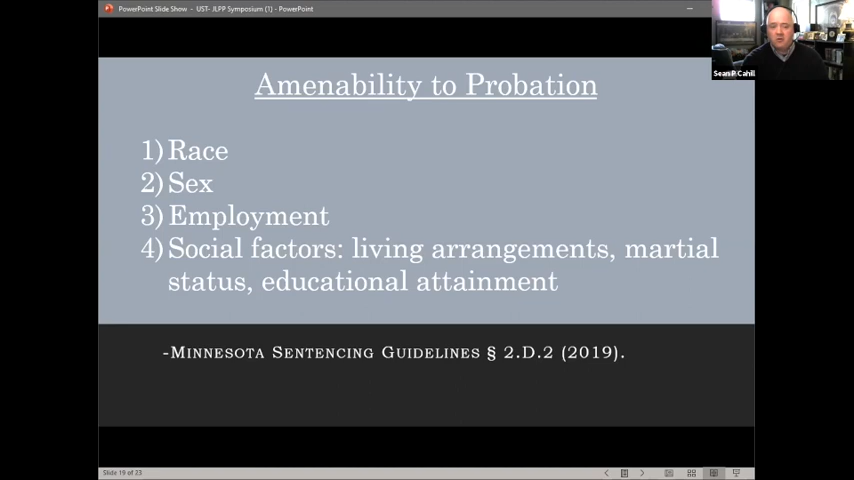 PowerPoint Slide Show - UST- JLPP Symposium (1) - PowerPoint
Sean P Cahill
Amenability to Probation
1) Race
2) Sex
3) Employment
4) Social factors: living arrangements, martial
status, educational attainment
-Minnesota Sentencing Guidelines § 2.D.2 (2019).
Slide 19 of 23